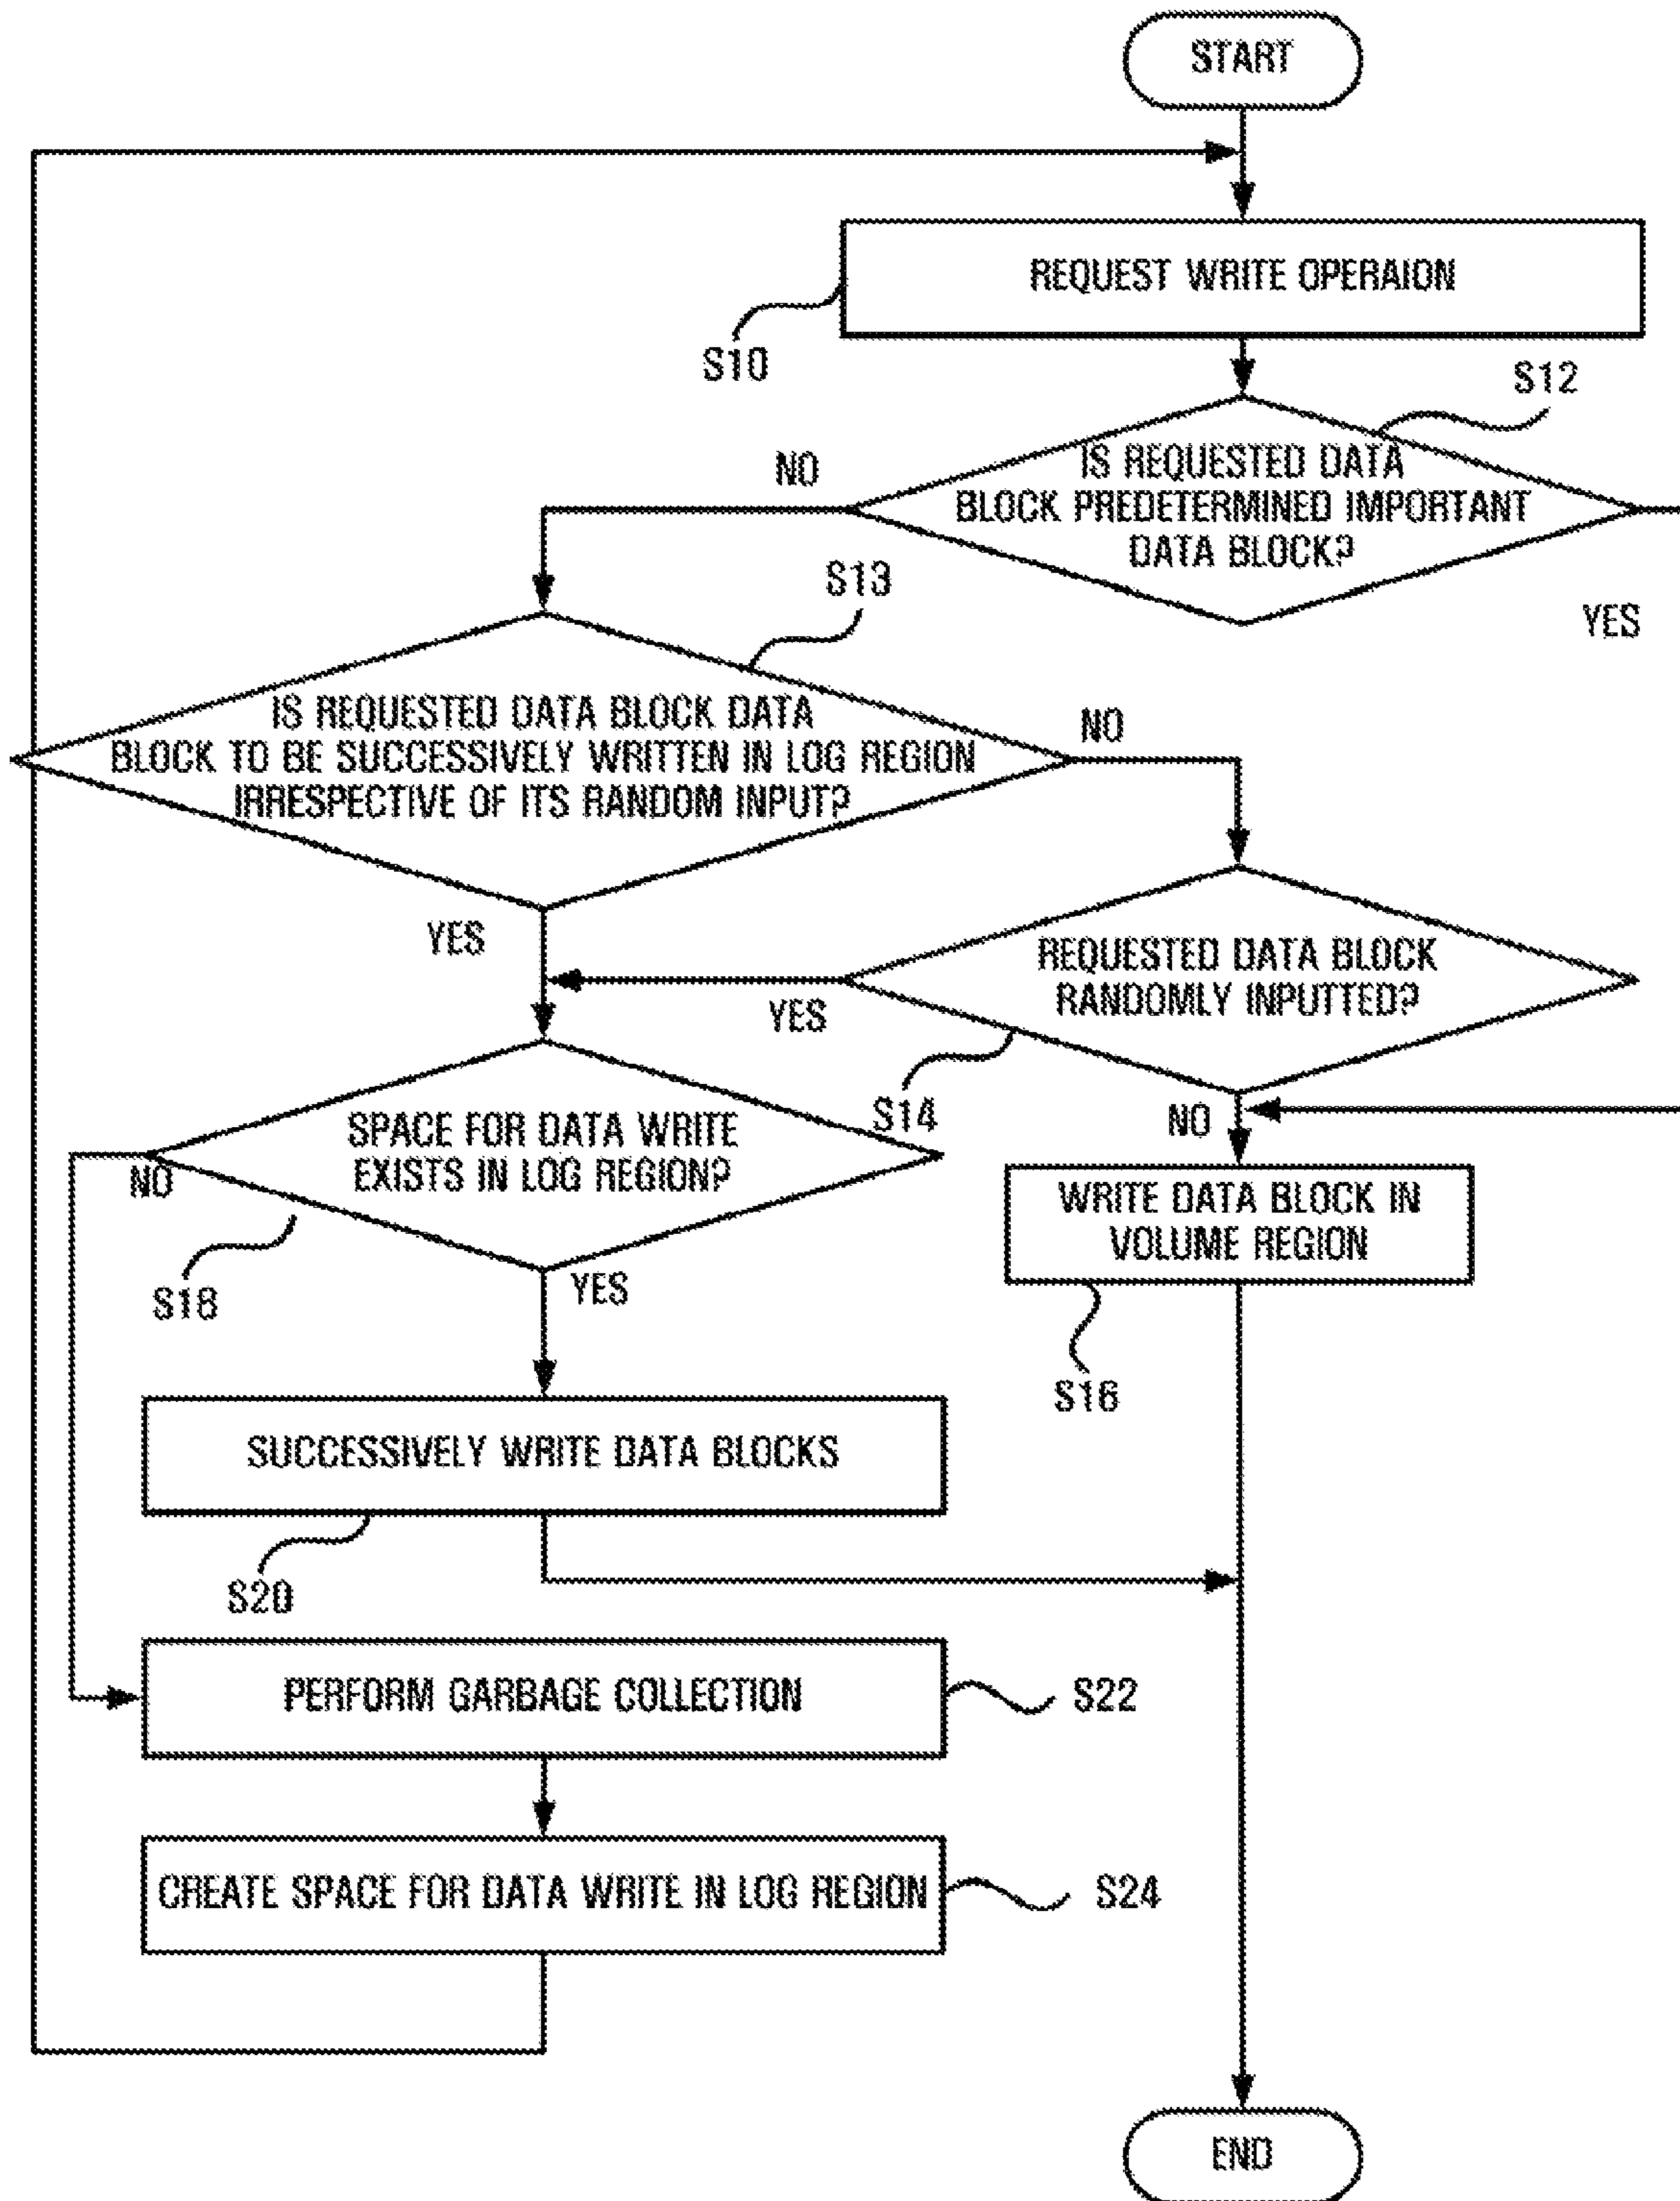 START
REQUEST WRITE OPERAION
S10
S12
IS REQUESTED DATA
BLOCK PREDETERMINED IMPORTANT
DATA BLOCK?
NO
YES
S13
IS REQUESTED DATA BLOCK DATA
BLOCK TO BE SUCCESSIVELY WRITTEN IN LOG REGION
IRRESPECTIVE OF ITS RANDOM INPUT?
NO
YES
REQUESTED DATA BLOCK
RANDOMLY INPUTTED?
YES
S14
NO
SPACE FOR DATA WRITE
EXISTS IN LOG REGION?
NO
S18
YES
WRITE DATA BLOCK IN
VOLUME REGION
S16
SUCCESSIVELY WRITE DATA BLOCKS
S20
PERFORM GARBAGE COLLECTION
S22
CREATE SPACE FOR DATA WRITE IN LOG REGION
S24
END